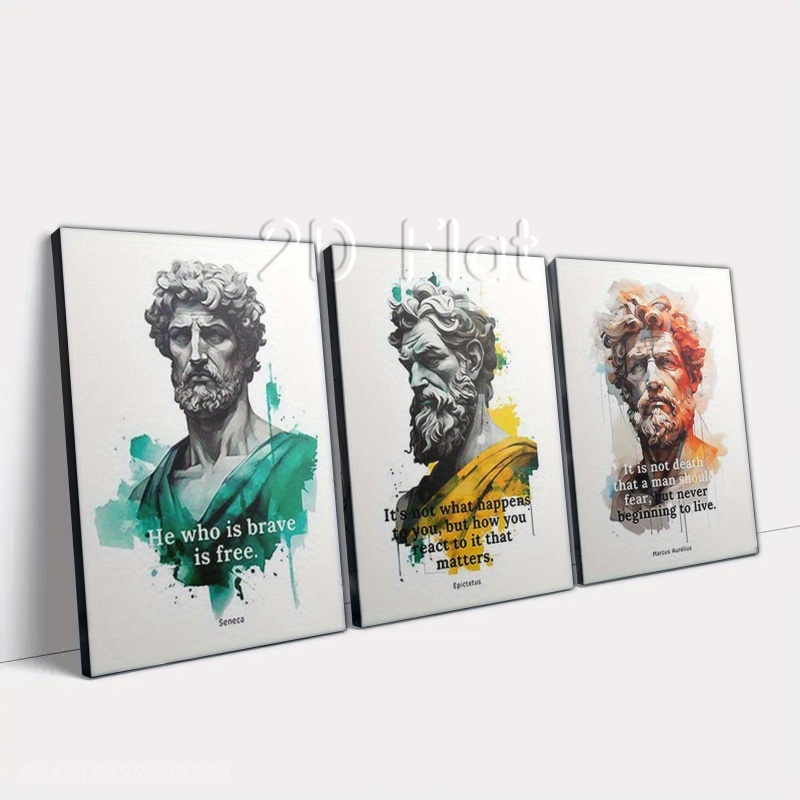 2D Flat
He who is brave
is free.
Seneca
It's not what happens
to you, but how you
react to it that
matters.
Epictetus
It is not death
that a man should
fear, but never
beginning to live.
Marcus Aurelius
634418222598799